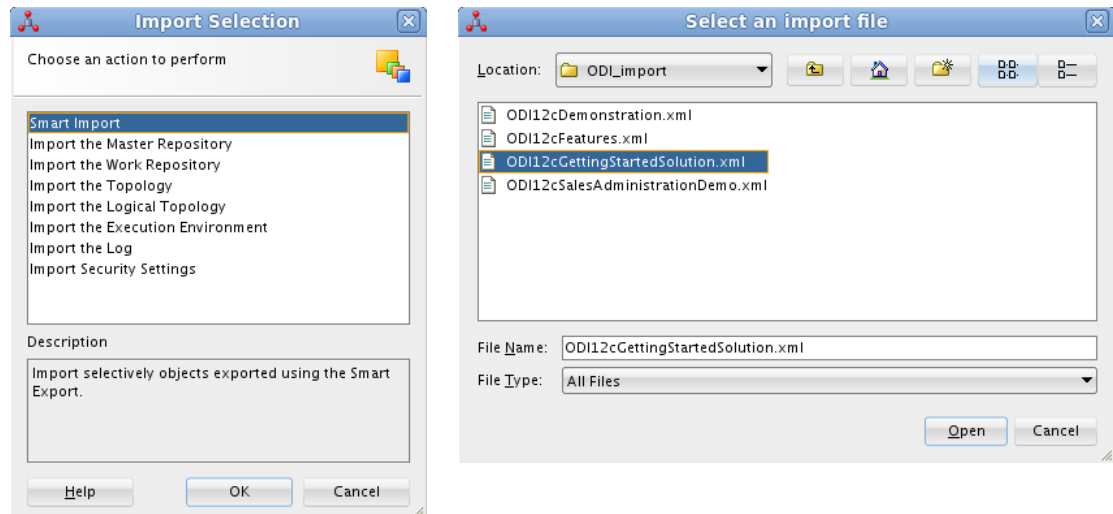 Import Selection
Choose an action to perform
Smart Import
Import the Master Repository
Import the Work Repository
Import the Topology
Import the Logical Topology
Import the Execution Environment
Import the Log
Import Security Settings
Description
Import selectively objects exported using the Smart
Export.
Help OK Cancel
Select an import file
Location: ODI_import
ODI12cDemonstration.xml
ODI12cFeatures.xml
ODI12cGettingStartedSolution.xml
ODI12cSalesAdministrationDemo.xml
File Name: ODI12cGettingStartedSolution.xml
File Type: All Files
Open Cancel